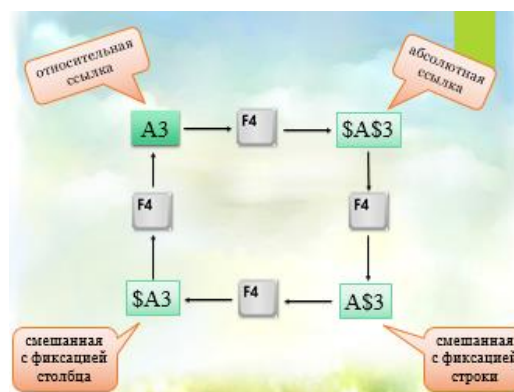 относительная
ссылка
абсолютная
ссылка
A3
F4
$A$3
F4
F4
$A3
F4
A$3
смешанная
с фиксацией
столбца
смешанная
с фиксацией
строки